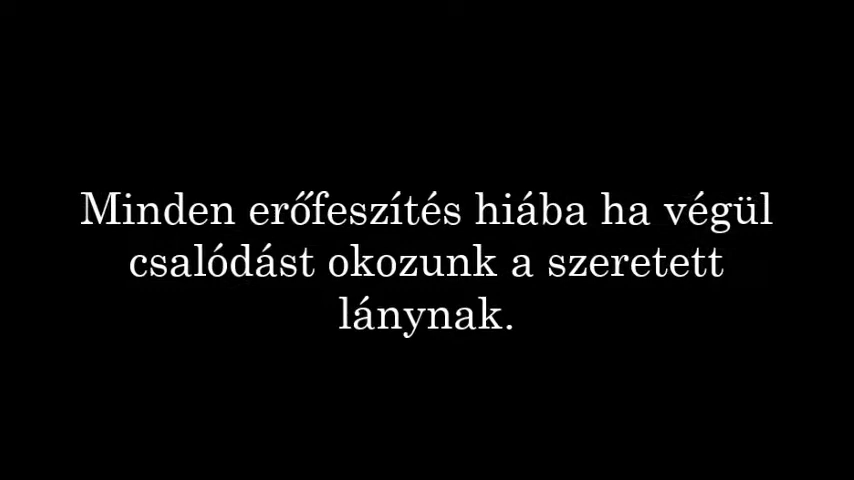 Minden erőfeszítés hiába ha végül
csalódást okozunk a szeretett
lánynak.